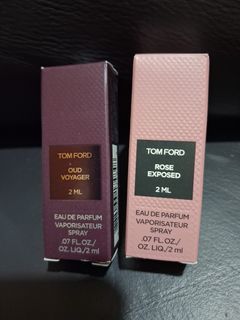 TOM FORD
OUD
VOYAGER
2 ML
EAU DE PARFUM
VAPORISATEUR
SPRAY
.07 FL.OZ./
OZ. LIQ./2 ml
TOM FORD
ROSE
EXPOSED
2 ML
EAU DE PARFUM
VAPORISATEUR
SPRAY
.07 FL.OZ./
OZ. LIQ./2 ml